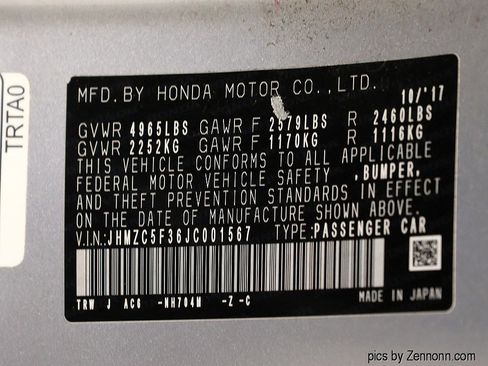 TRTA0
MFD. BY HONDA MOTOR CO., LTD. 10/'17
GVWR 4965LBS GAWR F 2579LBS R 2460LBS
GVWR 2252KG GAWR F 1170KG R 1116KG
THIS VEHICLE CONFORMS TO ALL APPLICABLE
FEDERAL MOTOR VEHICLE SAFETY , BUMPER,
AND THEFT PREVENTION STANDARDS IN EFFECT
ON THE DATE OF MANUFACTURE SHOWN ABOVE.
V.I.N: JHMZC5F36JC001567 TYPE: PASSENGER CAR
TRW J AC0 -NH704M -Z -C MADE IN JAPAN
pics by Zennonn.com